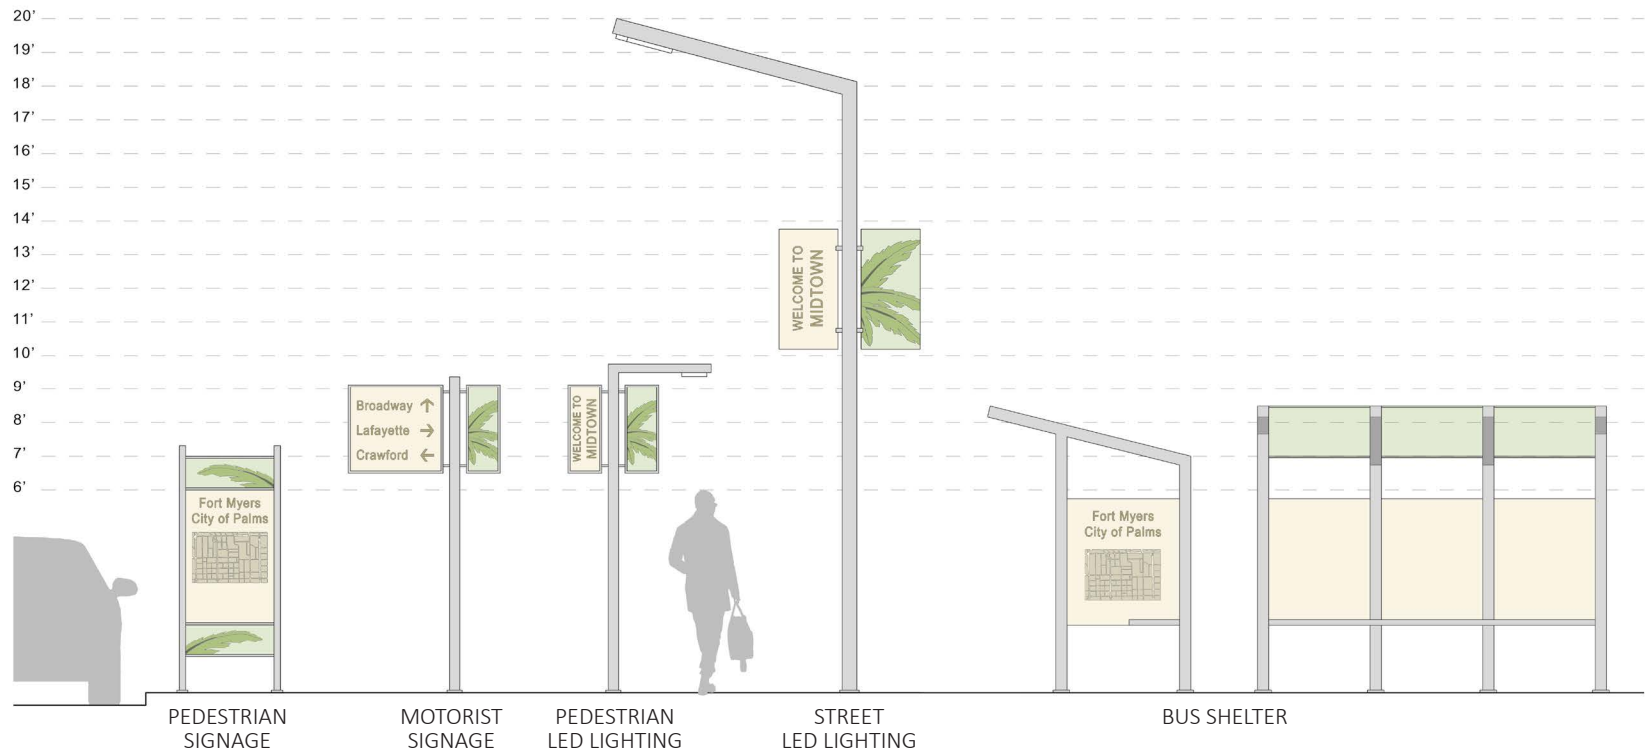 20'
19'
18'
17'
16'
15'
14'
13'
12'
11'
10'
9'
8'
7'
6'
Fort Myers
City of Palms
Broadway ↑
Lafayette →
Crawford ←
WELCOME TO
MIDTOWN
WELCOME TO
MIDTOWN
Fort Myers
City of Palms
PEDESTRIAN
SIGNAGE
MOTORIST
SIGNAGE
PEDESTRIAN
LED LIGHTING
STREET
LED LIGHTING
BUS SHELTER